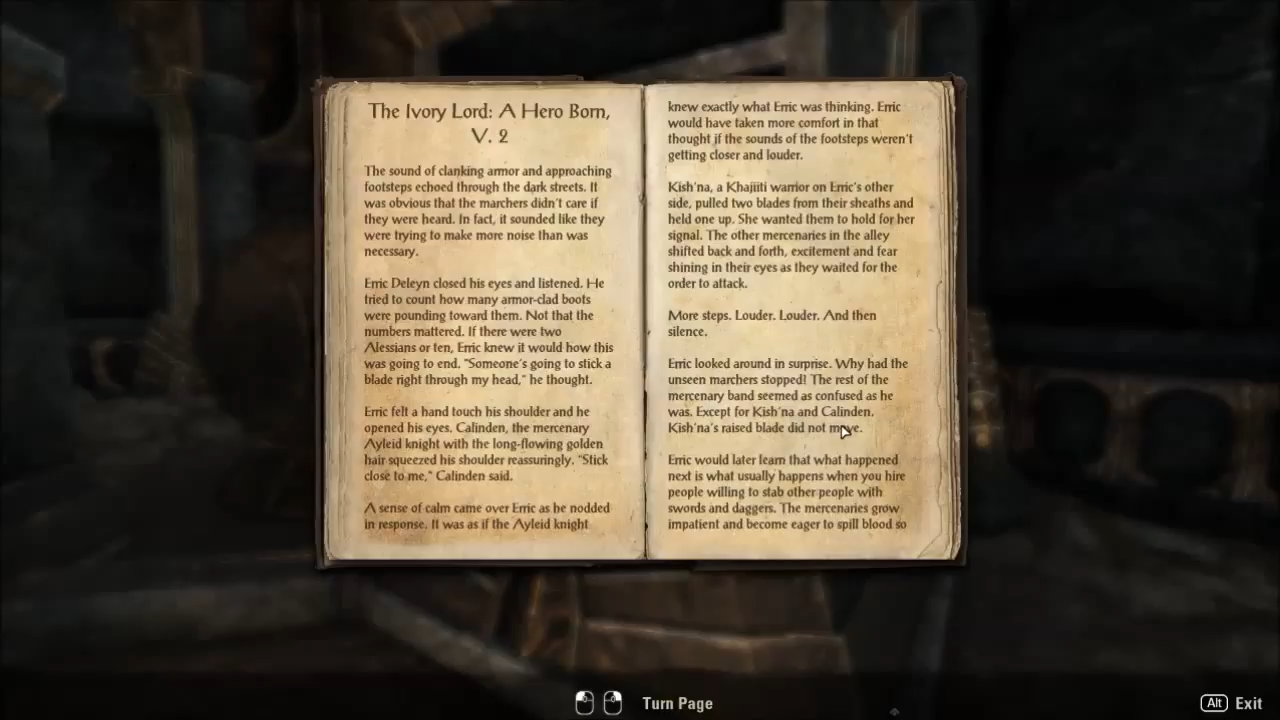 The Ivory Lord: A Hero Born,
V. 2
The sound of clanking armor and approaching
footsteps echoed through the dark streets. It
was obvious that the marchers didn't care if
they were heard. In fact, it sounded like they
were trying to make more noise than was
necessary.
Erric Deleyn closed his eyes and listened. He
tried to count how many armor-clad boots
were pounding toward them. Not that the
numbers mattered. If there were two
Alessians or ten, Erric knew it would how this
was going to end. "Someone's going to stick a
blade right through my head," he thought.
Erric felt a hand touch his shoulder and he
opened his eyes. Calinden, the mercenary
Ayleid knight with the long-flowing golden
hair squeezed his shoulder reassuringly. "Stick
close to me," Calinden said.
A sense of calm came over Erric as he nodded
in response. It was as if the Ayleid knight
knew exactly what Erric was thinking. Erric
would have taken more comfort in that
thought if the sounds of the footsteps weren't
getting closer and louder.
Kish'na, a Khajiiti warrior on Erric's other
side, pulled two blades from their sheaths and
held one up. She wanted them to hold for her
signal. The other mercenaries in the alley
shifted back and forth, excitement and fear
shining in their eyes as they waited for the
order to attack.
More steps. Louder. Louder. And then
silence.
Erric looked around in surprise. Why had the
unseen marchers stopped? The rest of the
mercenary band seemed as confused as he
was. Except for Kish'na and Calinden.
Kish'na's raised blade did not move.
Erric would later learn that what happened
next is what usually happens when you hire
people willing to stab other people with
swords and daggers. The mercenaries grow
impatient and become eager to spill blood so
Turn Page
Alt Exit